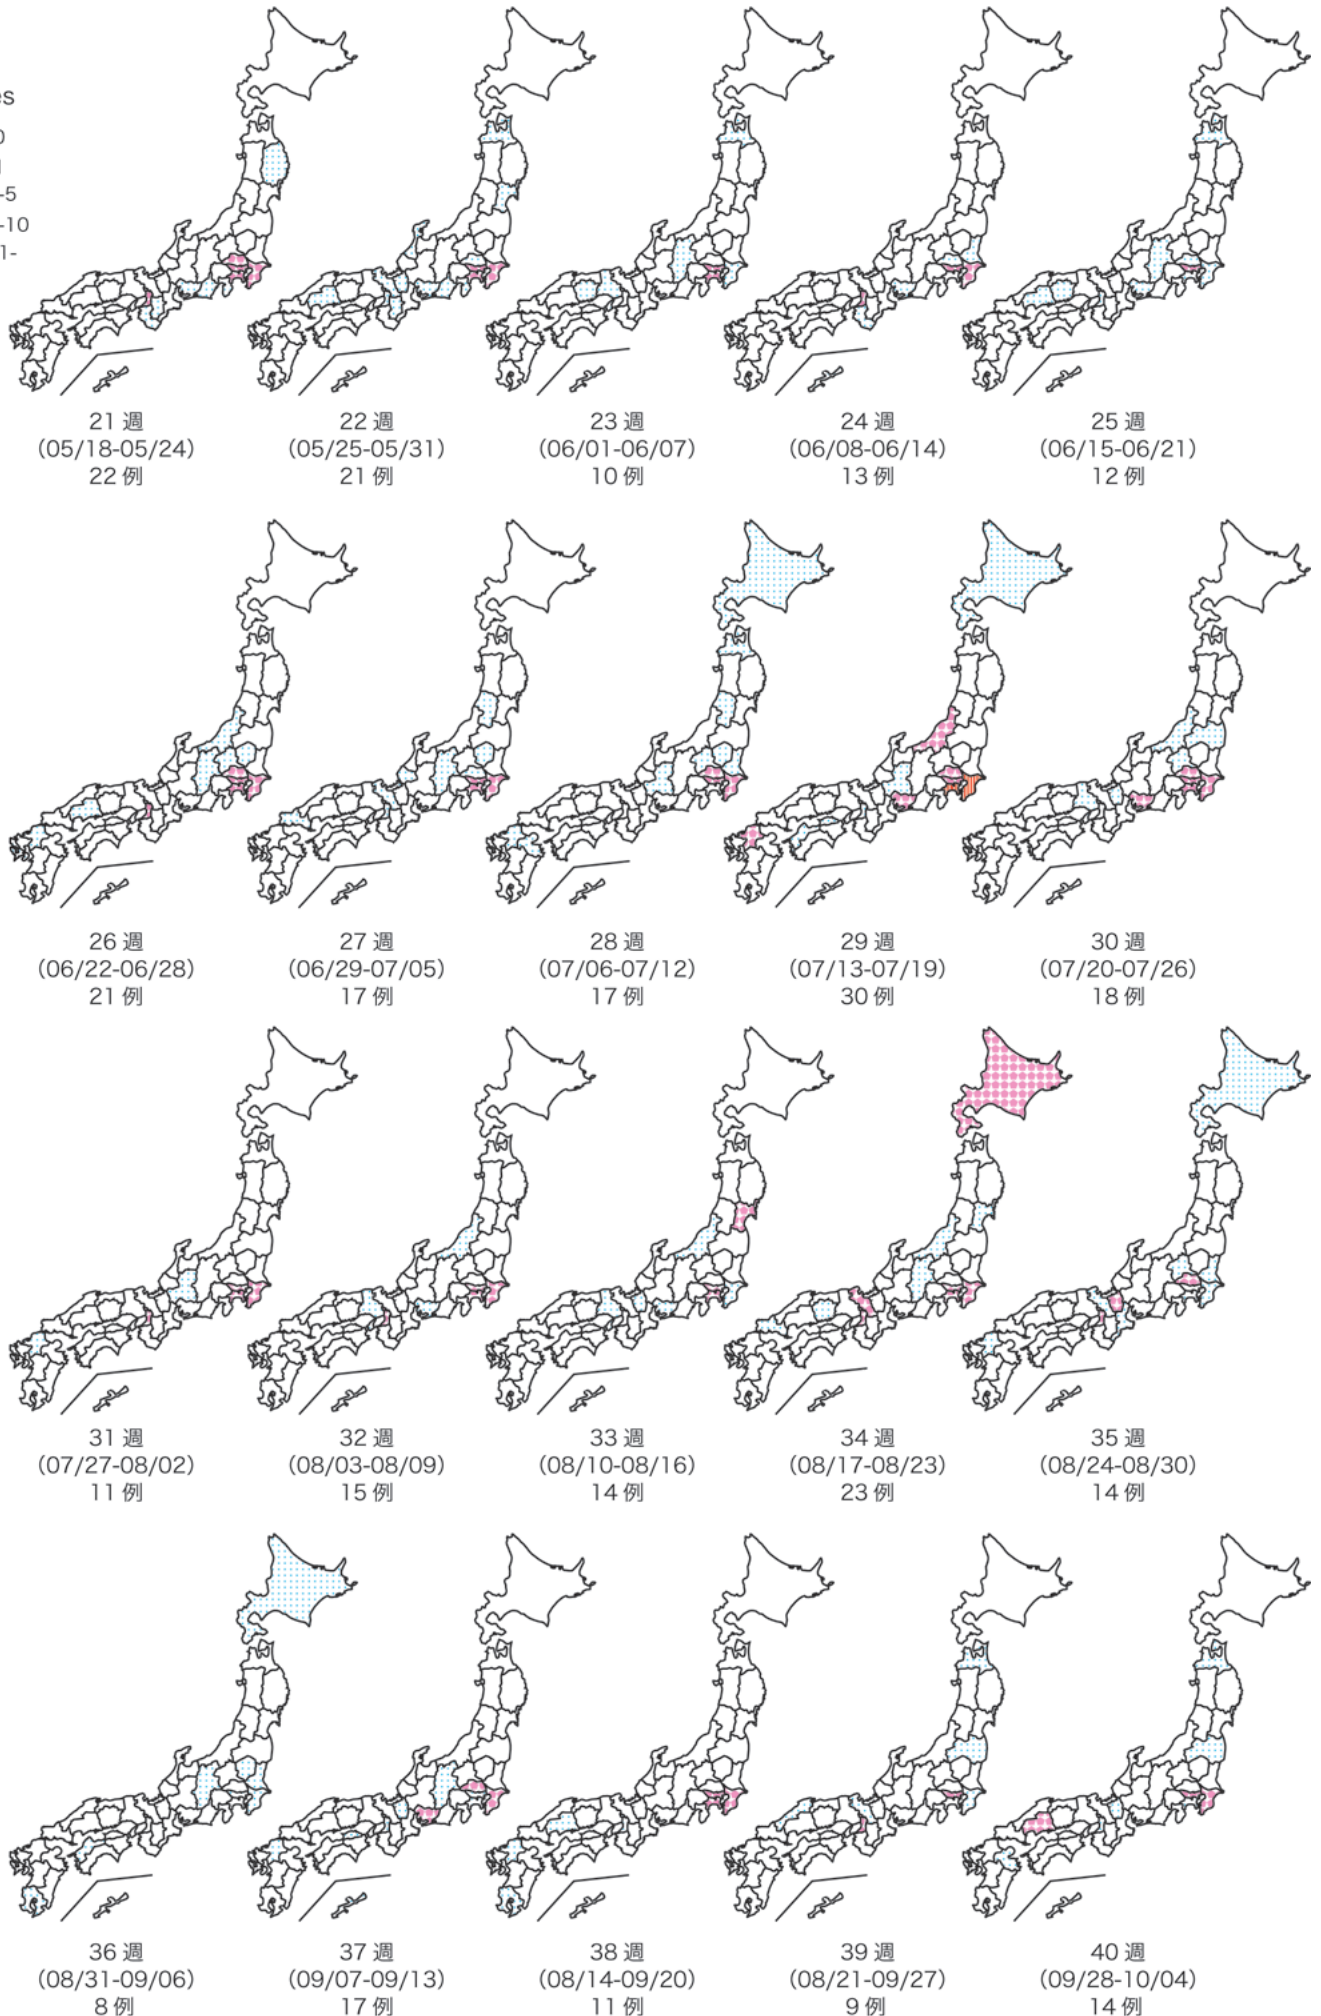 es
0
1
-5
-10
1-
21 週
22 週
23 週
24 週
25 週
(05/18-05/24)
(05/25-05/31)
(06/01-06/07)
(06/08-06/14)
(06/15-06/21)
22 例
21 例
10 例
13 例
12 例
26 週
27 週
28 週
29 週
30 週
(06/22-06/28)
(06/29-07/05)
(07/06-07/12)
(07/13-07/19)
(07/20-07/26)
21 例
17 例
17 例
30 例
18 例
31 週
32 週
33 週
34 週
35 週
(07/27-08/02)
(08/03-08/09)
(08/10-08/16)
(08/17-08/23)
(08/24-08/30)
11 例
15 例
14 例
23 例
14 例
36 週
37 週
38 週
39 週
40 週
(08/31-09/06)
(09/07-09/13)
(08/14-09/20)
(08/21-09/27)
(09/28-10/04)
8 例
17 例
11 例
9 例
14 例